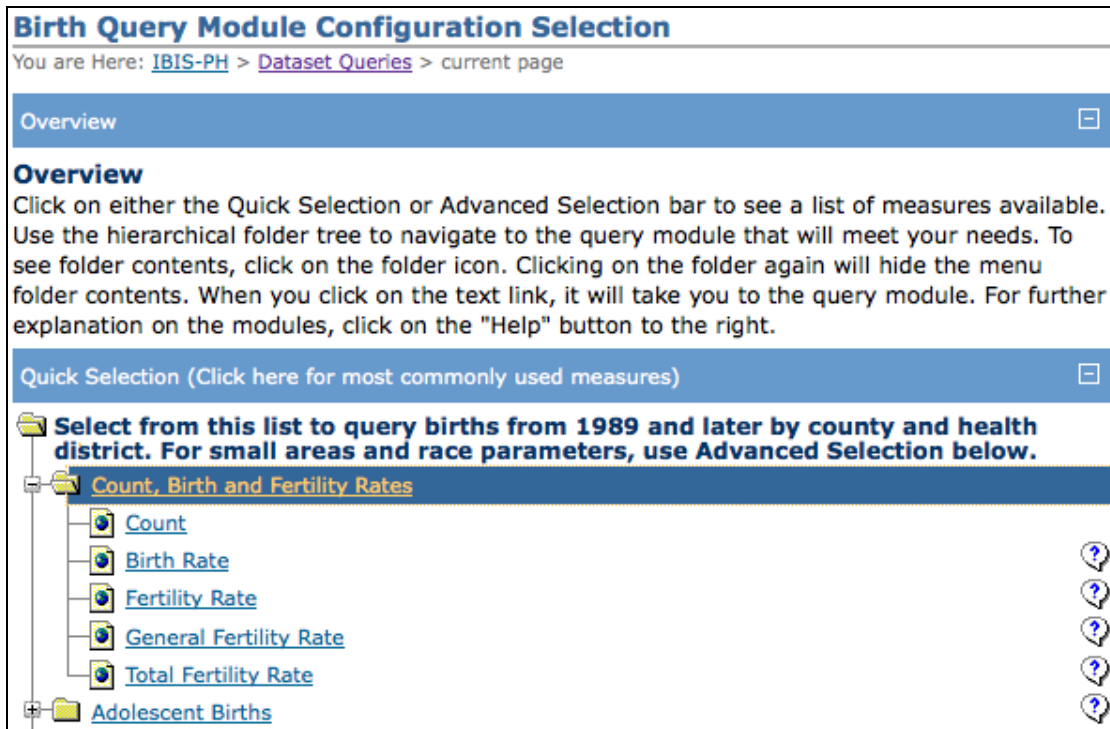 Birth Query Module Configuration Selection
You are Here: IBIS-PH > Dataset Queries > current page
Overview
Overview
Click on either the Quick Selection or Advanced Selection bar to see a list of measures available.
Use the hierarchical folder tree to navigate to the query module that will meet your needs. To
see folder contents, click on the folder icon. Clicking on the folder again will hide the menu
folder contents. When you click on the text link, it will take you to the query module. For further
explanation on the modules, click on the "Help" button to the right.
Quick Selection (Click here for most commonly used measures)
Select from this list to query births from 1989 and later by county and health
district. For small areas and race parameters, use Advanced Selection below.
Count, Birth and Fertility Rates
Count
Birth Rate
Fertility Rate
General Fertility Rate
Total Fertility Rate
Adolescent Births